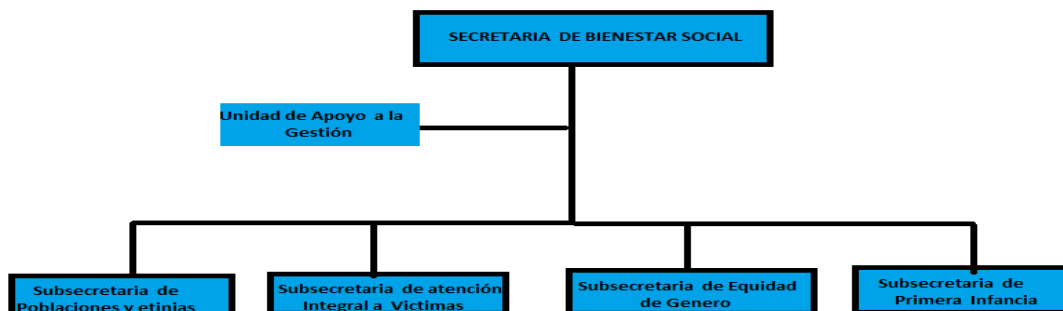 SECRETARIA DE BIENESTAR SOCIAL
Unidad de Apoyo a la
Gestión
Subsecretaria de
Poblaciones y etinias
Subsecretaria de atención
Integral a Victimas
Subsecretaria de Equidad
de Genero
Subsecretaria de
Primera Infancia